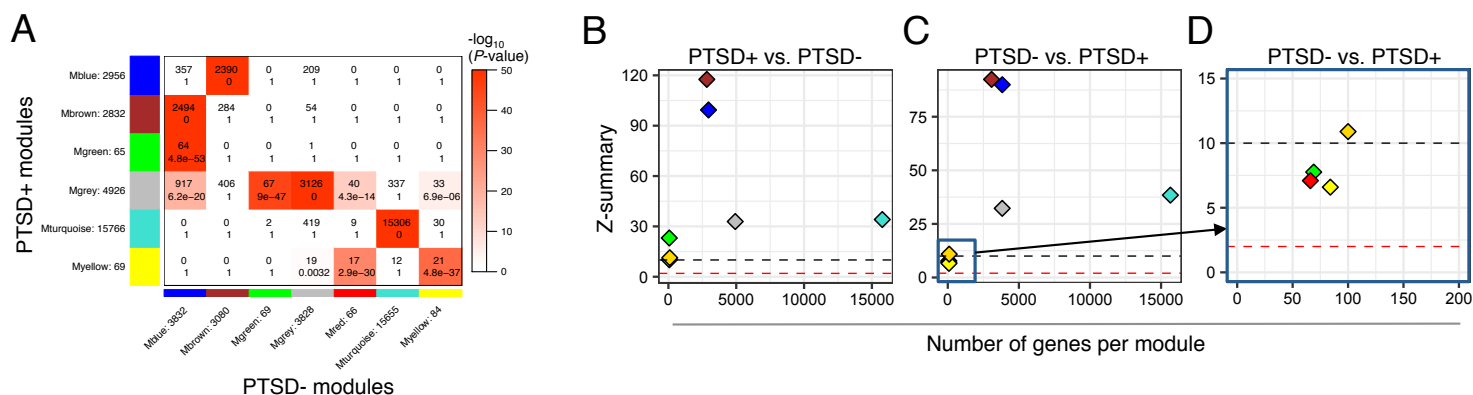 A
-log10
(P-value)
50
40
30
20
10
0
PTSD+ modules
Mblue: 2956
357 2390 0 209 0 0 0
1 0 1 1 1 1 1
Mbrown: 2832
2494 284 0 54 0 0 0
0 1 1 1 1 1 1
Mgreen: 65
64 0 0 1 0 0 0
4.8e−53 1 1 1 1 1 1
Mgrey: 4926
917 406 67 3126 40 337 33
6.2e−20 1 9e−47 0 4.3e−14 1 6.9e−06
Mturquoise: 15766
0 0 2 419 9 15306 30
1 1 1 1 1 0 1
Myellow: 69
0 0 0 19 17 12 21
1 1 1 0.0032 2.9e−30 1 4.8e−37
Mblue: 3832
Mbrown: 3080
Mgreen: 69
Mgrey: 3828
Mred: 66
Mturquoise: 15655
Myellow: 84
PTSD- modules
B
PTSD+ vs. PTSD-
Z-summary
120
90
60
30
0
0 5000 10000 15000
C
PTSD- vs. PTSD+
75
50
25
0
0 5000 10000 15000
D
PTSD- vs. PTSD+
15
10
5
0
0 50 100 150 200
Number of genes per module